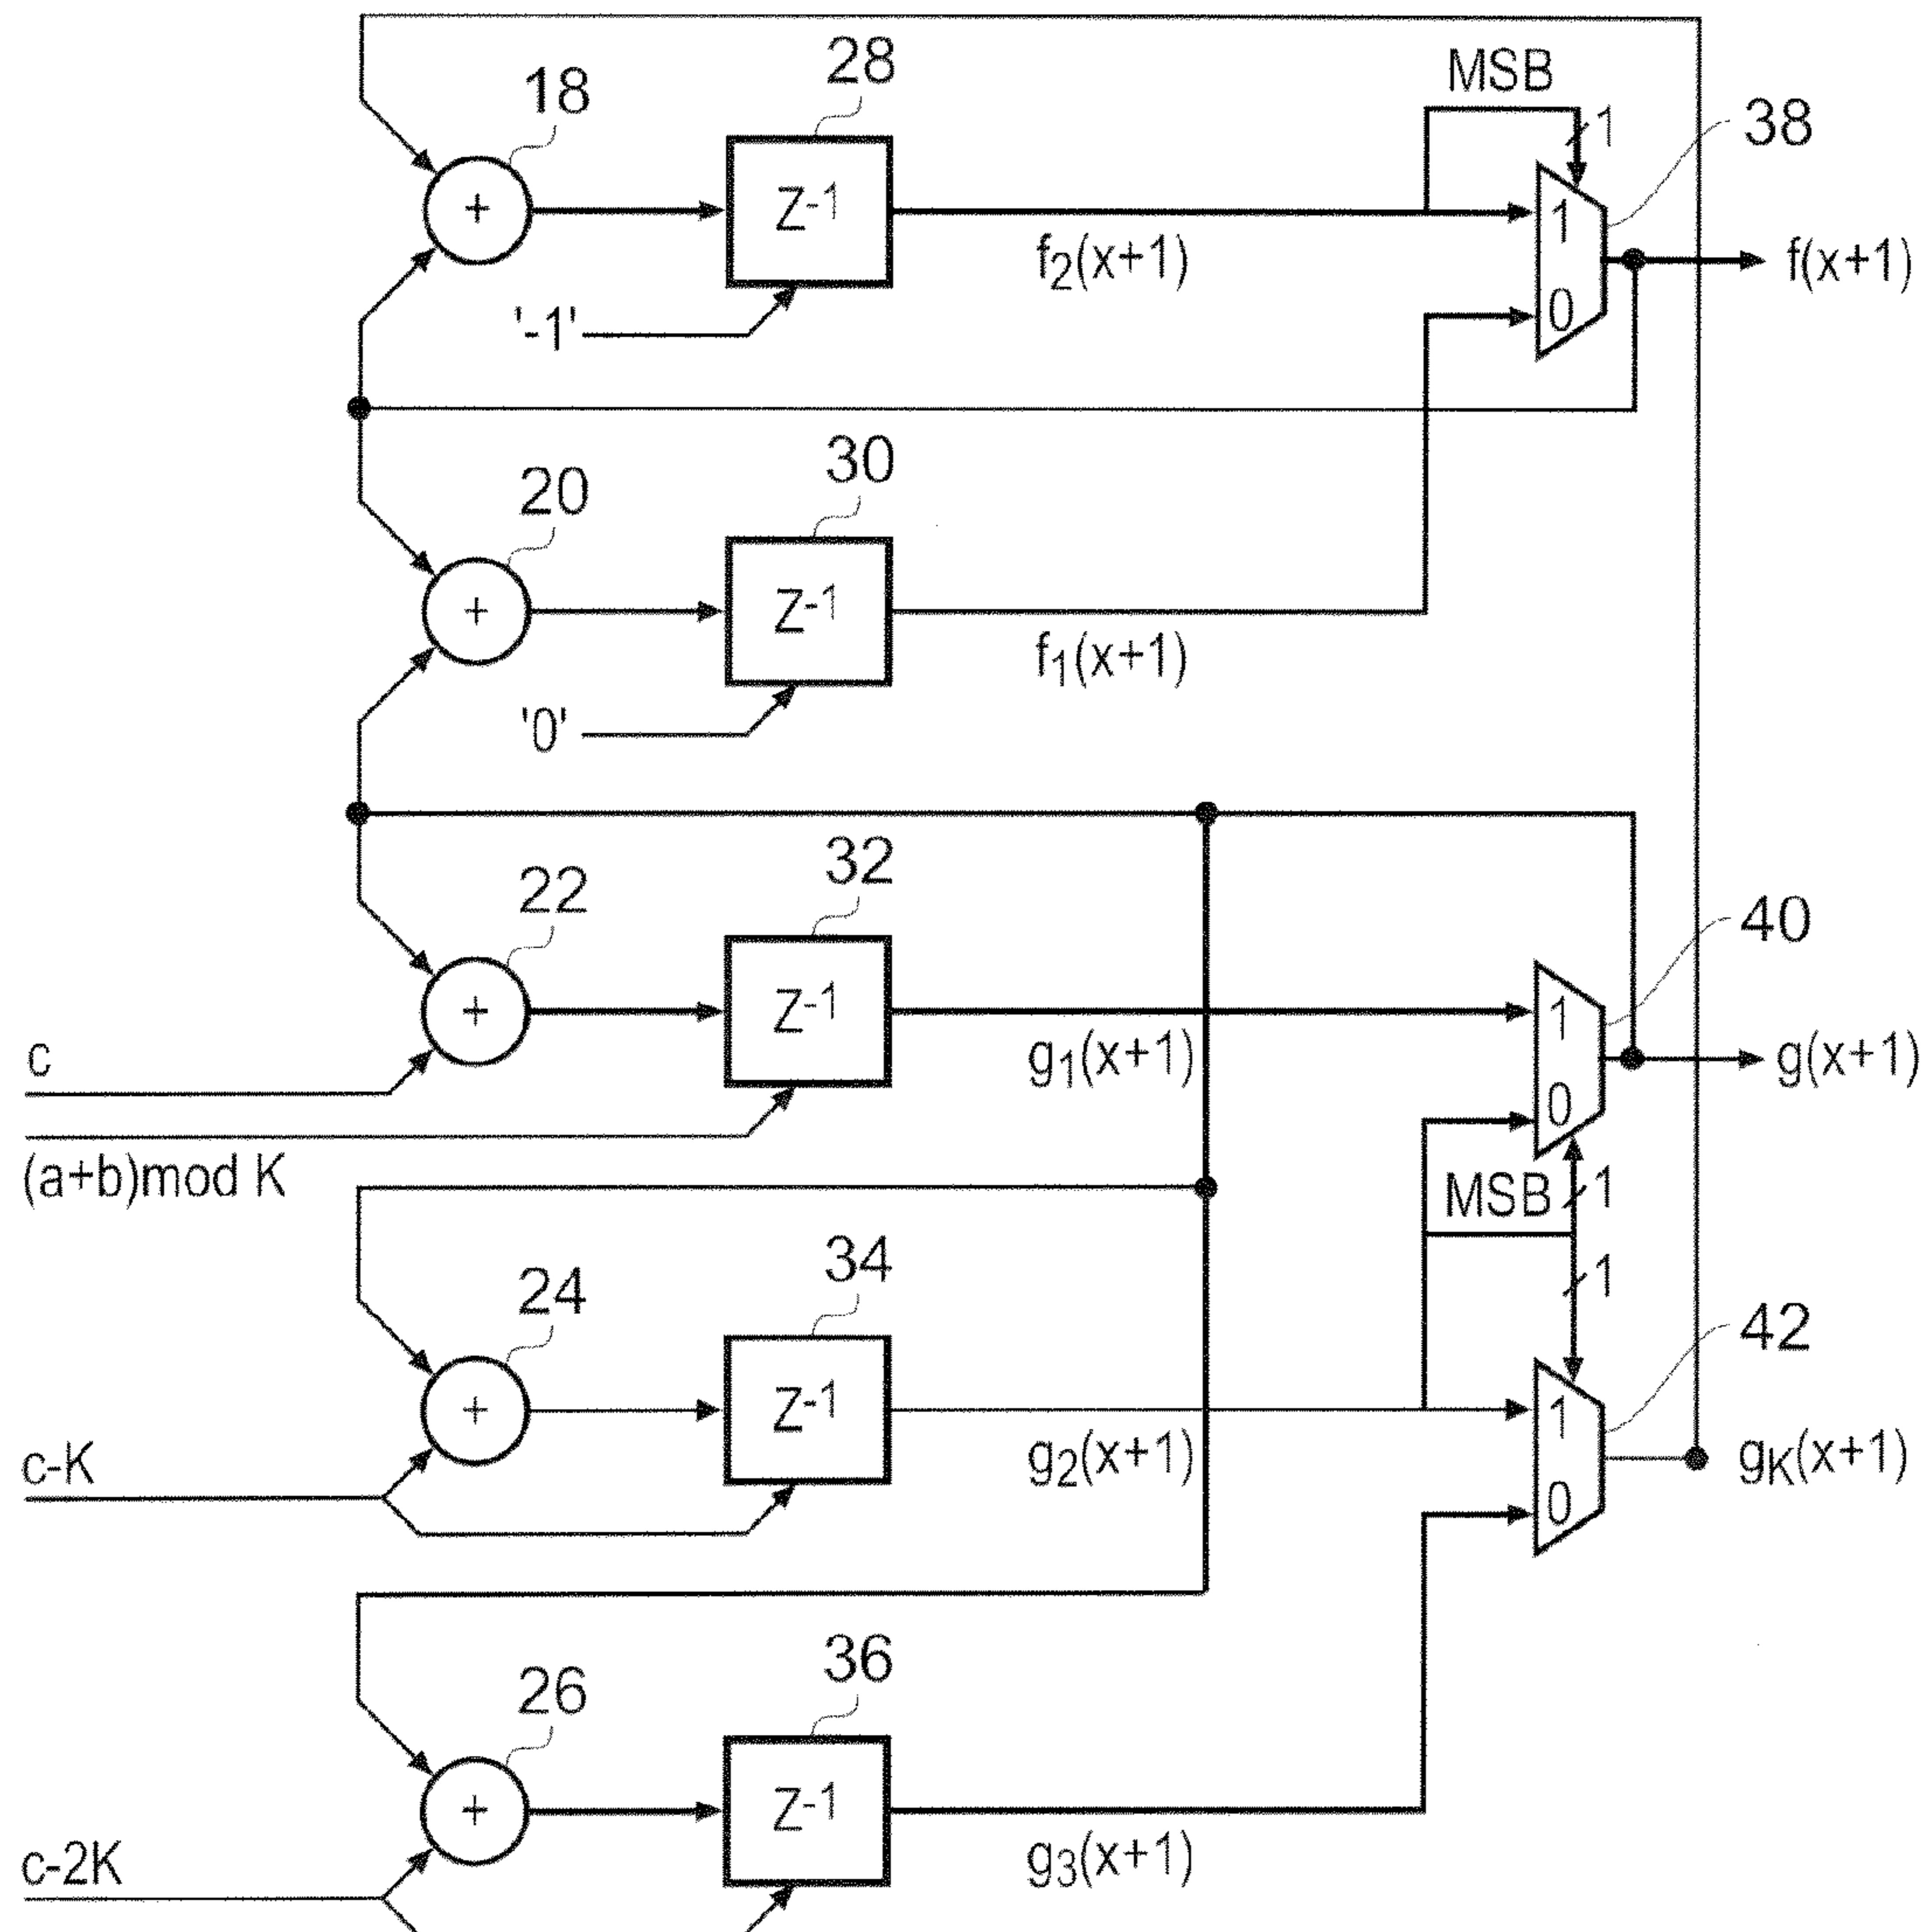 28
MSB
18
1
38
+
Z-1
1
f2(x+1)
f(x+1)
0
'-1'
30
20
+
Z-1
f1(x+1)
'0'
32
22
40
+
Z-1
1
c
g1(x+1)
g(x+1)
0
(a+b)mod K
MSB
1
34
24
1
42
+
Z-1
1
c-K
g2(x+1)
gK(x+1)
0
36
26
+
Z-1
c-2K
g3(x+1)